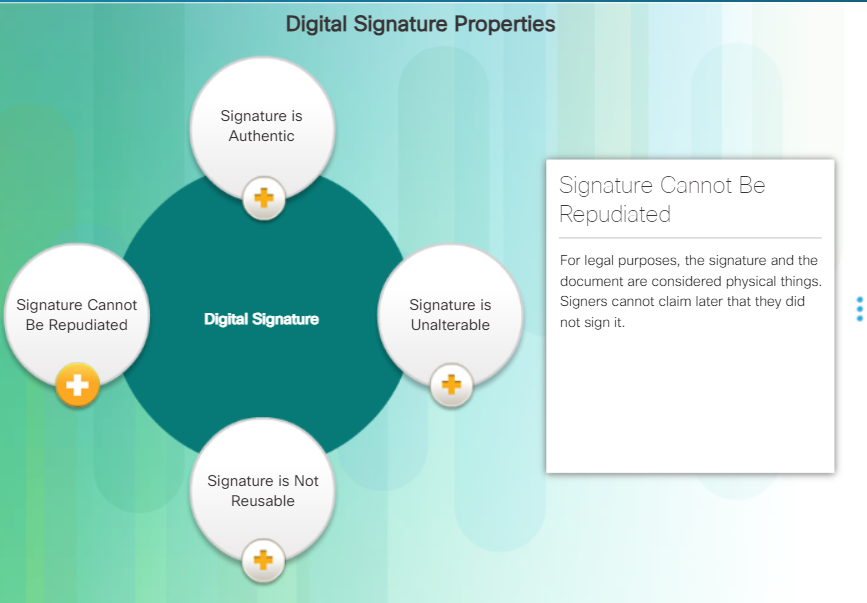 Digital Signature Properties
Signature is
Authentic
Signature Cannot
Be Repudiated
Digital Signature
Signature is
Unalterable
Signature is Not
Reusable
Signature Cannot Be
Repudiated
For legal purposes, the signature and the
document are considered physical things.
Signers cannot claim later that they did
not sign it.